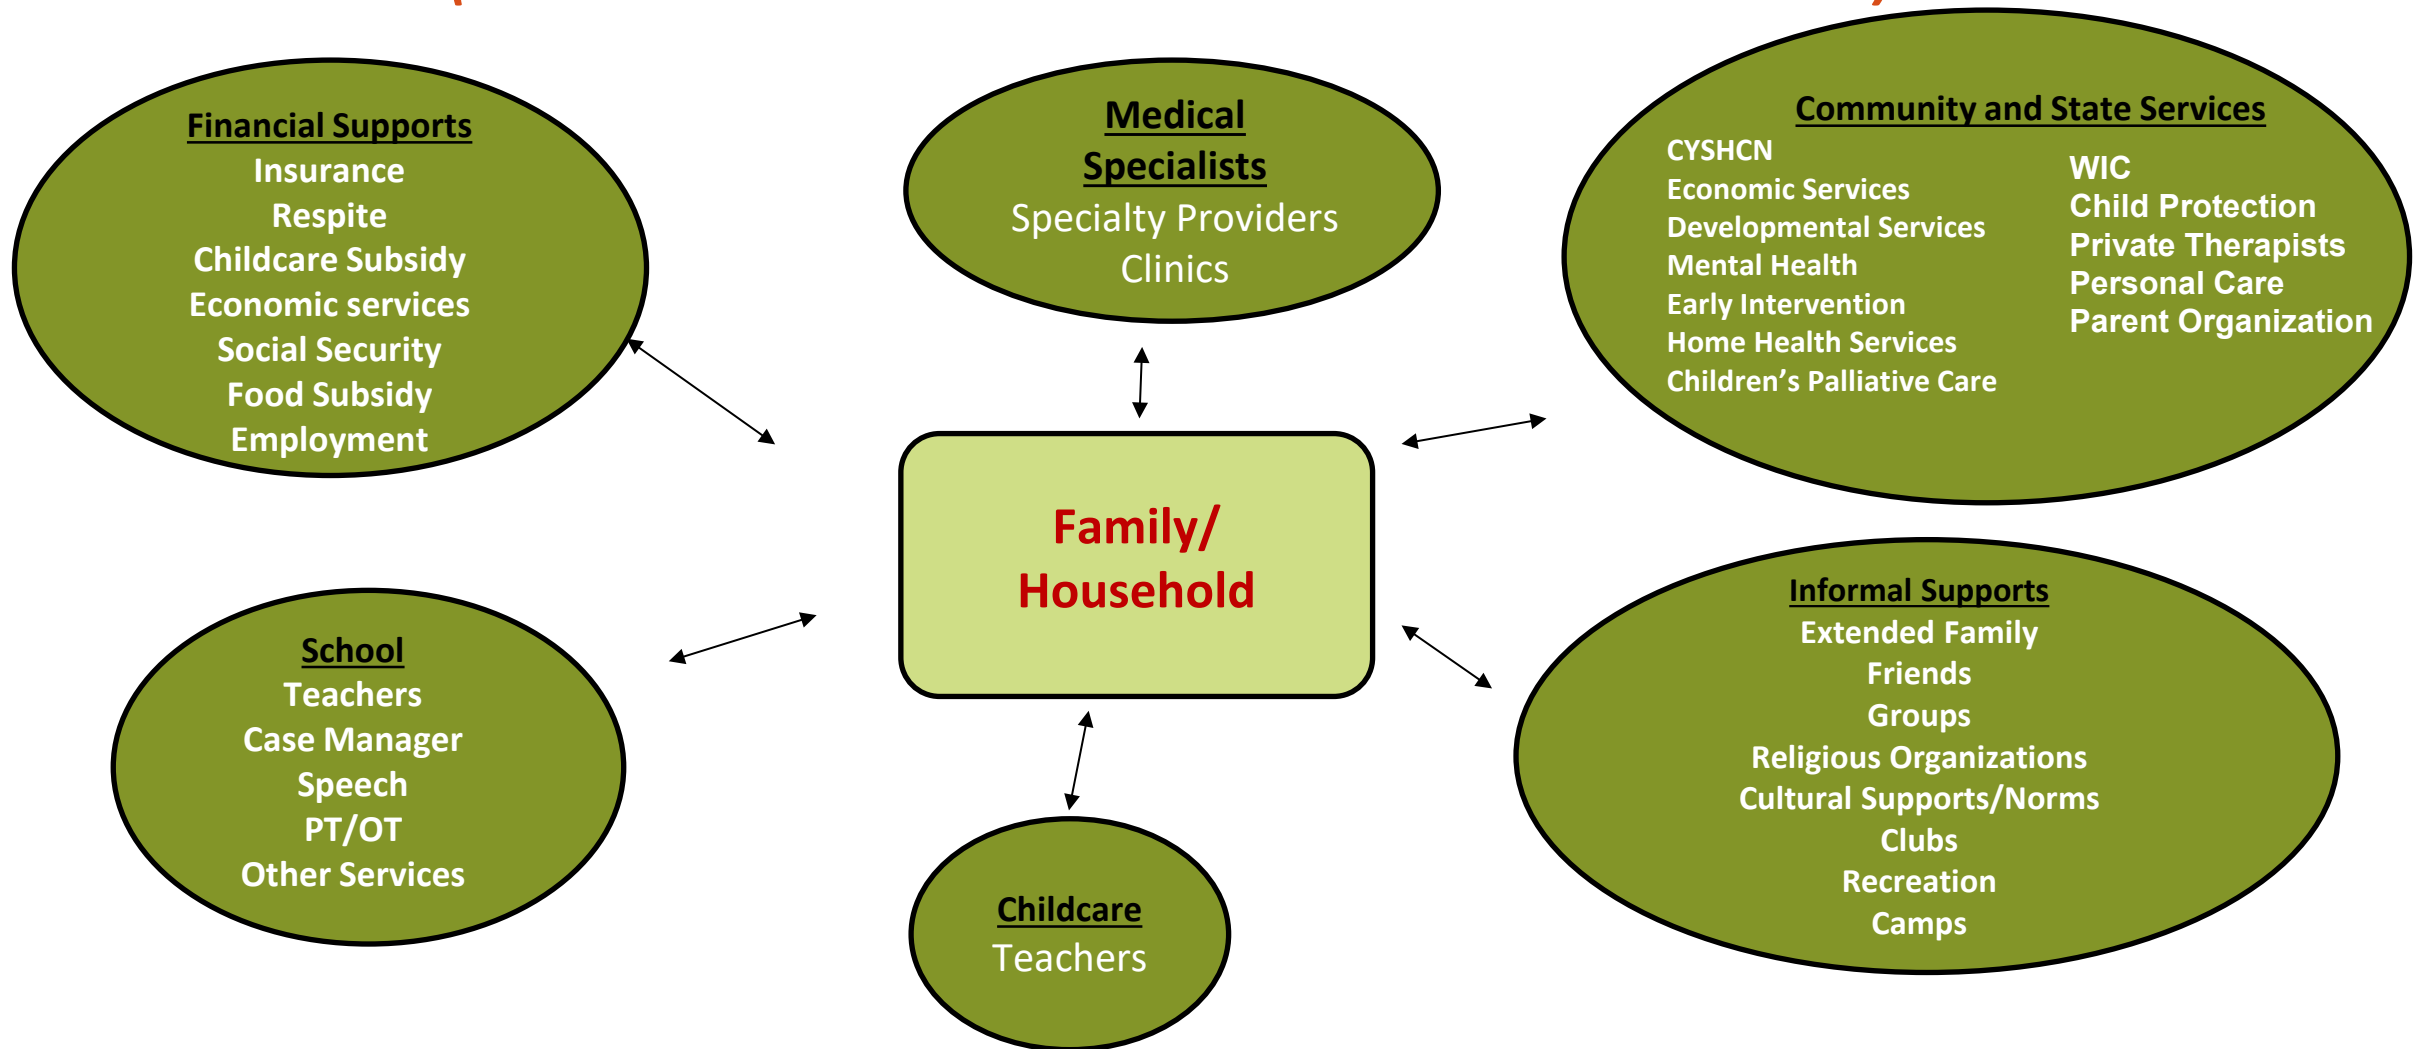 Financial Supports
Insurance
Respite
Childcare Subsidy
Economic services
Social Security
Food Subsidy
Employment
Medical
Specialists
Specialty Providers
Clinics
Community and State Services
CYSHCN
Economic Services
Developmental Services
Mental Health
Early Intervention
Home Health Services
Children’s Palliative Care
WIC
Child Protection
Private Therapists
Personal Care
Parent Organization
Family/
Household
School
Teachers
Case Manager
Speech
PT/OT
Other Services
Childcare
Teachers
Informal Supports
Extended Family
Friends
Groups
Religious Organizations
Cultural Supports/Norms
Clubs
Recreation
Camps